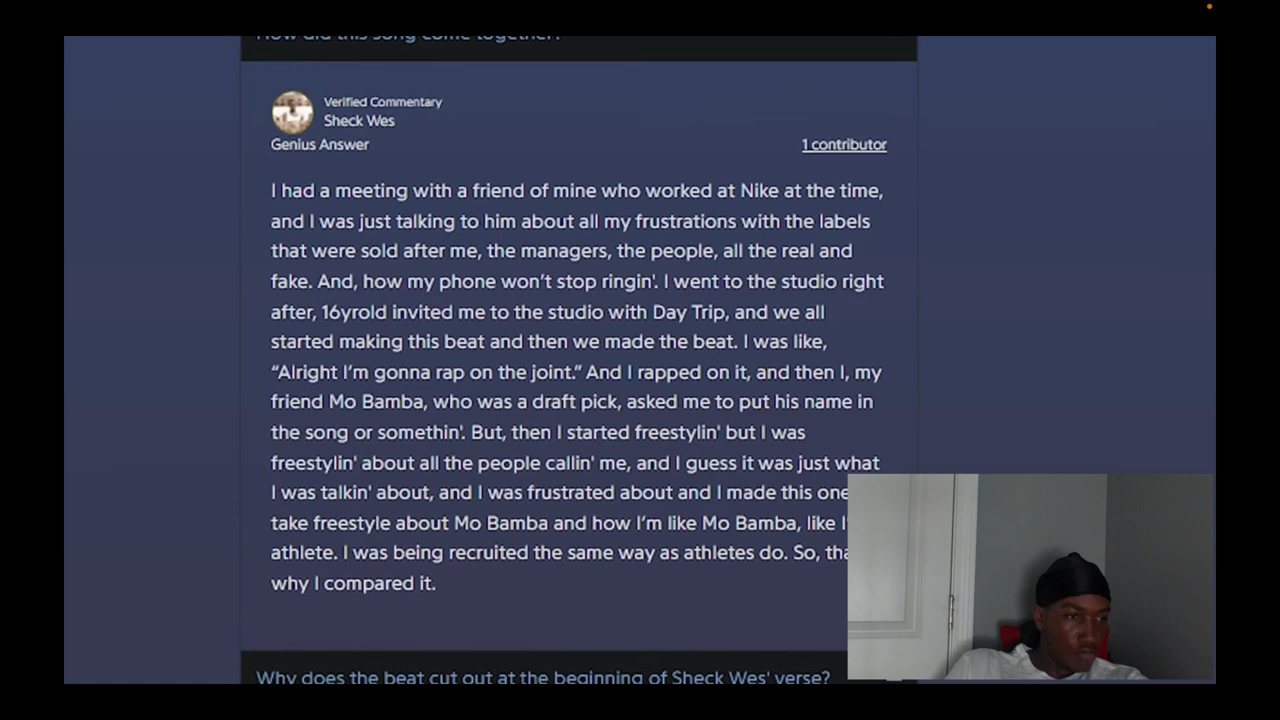 How did this song come together?
Verified Commentary
Sheck Wes
Genius Answer
1 contributor
I had a meeting with a friend of mine who worked at Nike at the time,
and I was just talking to him about all my frustrations with the labels
that were sold after me, the managers, the people, all the real and
fake. And, how my phone won’t stop ringin'. I went to the studio right
after, 16yrold invited me to the studio with Day Trip, and we all
started making this beat and then we made the beat. I was like,
“Alright I’m gonna rap on the joint.” And I rapped on it, and then I, my
friend Mo Bamba, who was a draft pick, asked me to put his name in
the song or somethin'. But, then I started freestylin' but I was
freestylin' about all the people callin' me, and I guess it was just what
I was talkin' about, and I was frustrated about and I made this one
take freestyle about Mo Bamba and how I’m like Mo Bamba, like
athlete. I was being recruited the same way as athletes do. So,
why I compared it.
Why does the beat cut out at the beginning of Sheck Wes' verse?